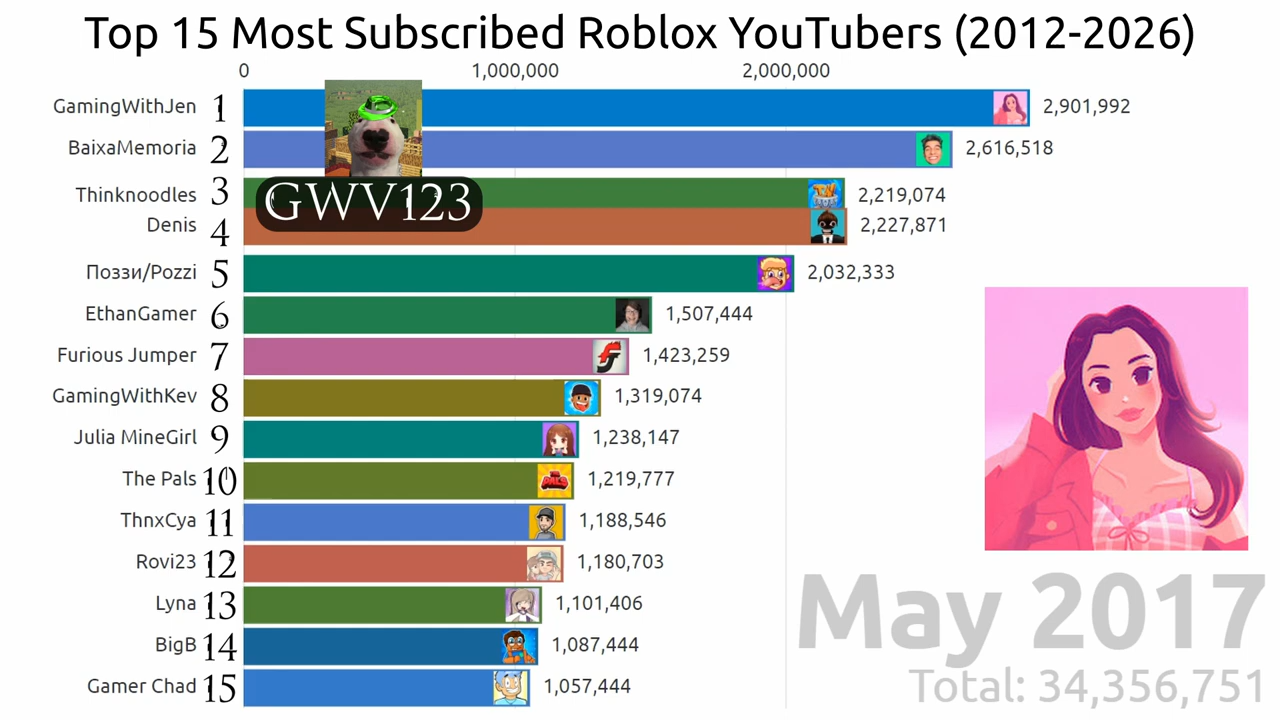 Top 15 Most Subscribed Roblox YouTubers (2012-2026)
0 1,000,000 2,000,000
GamingWithJen 1 2,901,992
BaixaMemoria 2 2,616,518
Thinknoodles 3 2,219,074
GWV123
Denis 4 2,227,871
Поззи/Pozzi 5 2,032,333
EthanGamer 6 1,507,444
Furious Jumper 7 1,423,259
GamingWithKev 8 1,319,074
Julia MineGirl 9 1,238,147
The Pals 10 1,219,777
ThnxCya 11 1,188,546
Rovi23 12 1,180,703
Lyna 13 1,101,406
BigB 14 1,087,444
Gamer Chad 15 1,057,444
May 2017
Total: 34,356,751